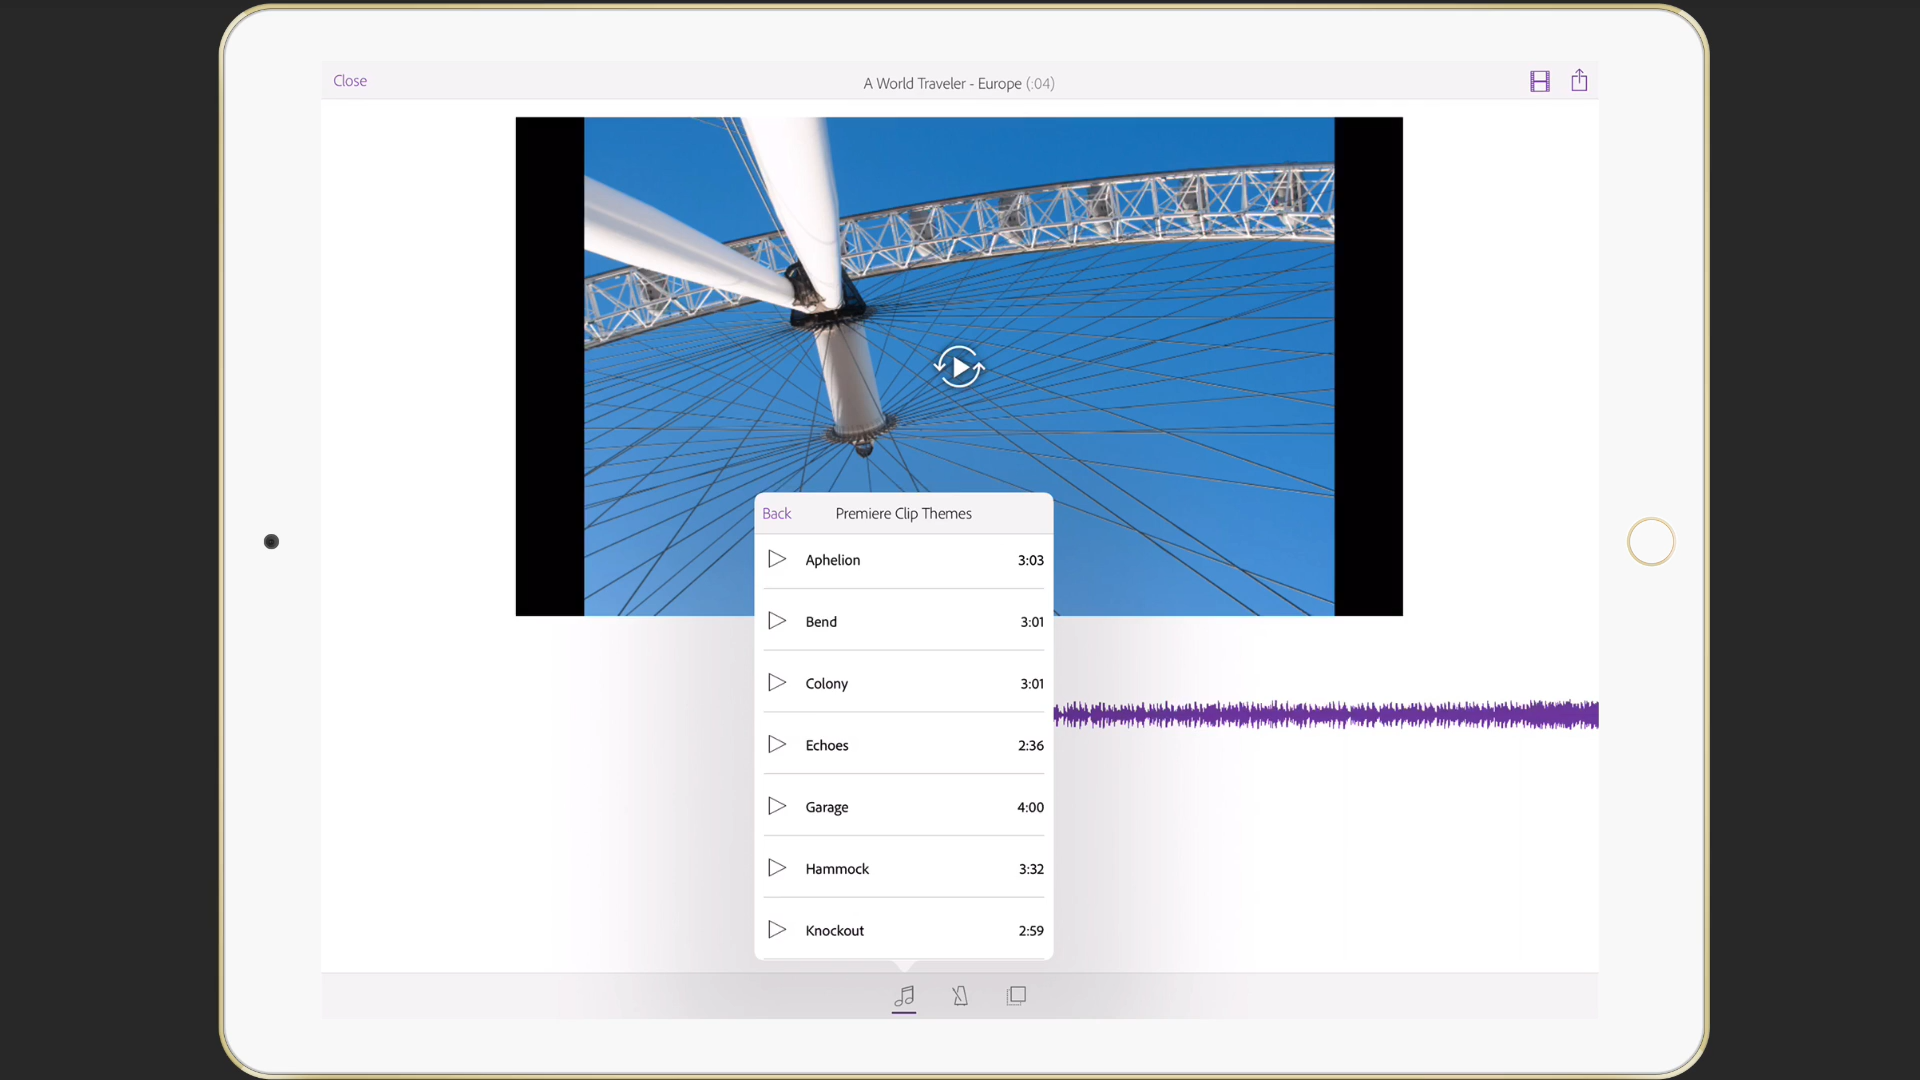 Close
A World Traveler - Europe (:04)
Back
Premiere Clip Themes
Aphelion 3:03
Bend 3:01
Colony 3:01
Echoes 2:36
Garage 4:00
Hammock 3:32
Knockout 2:59